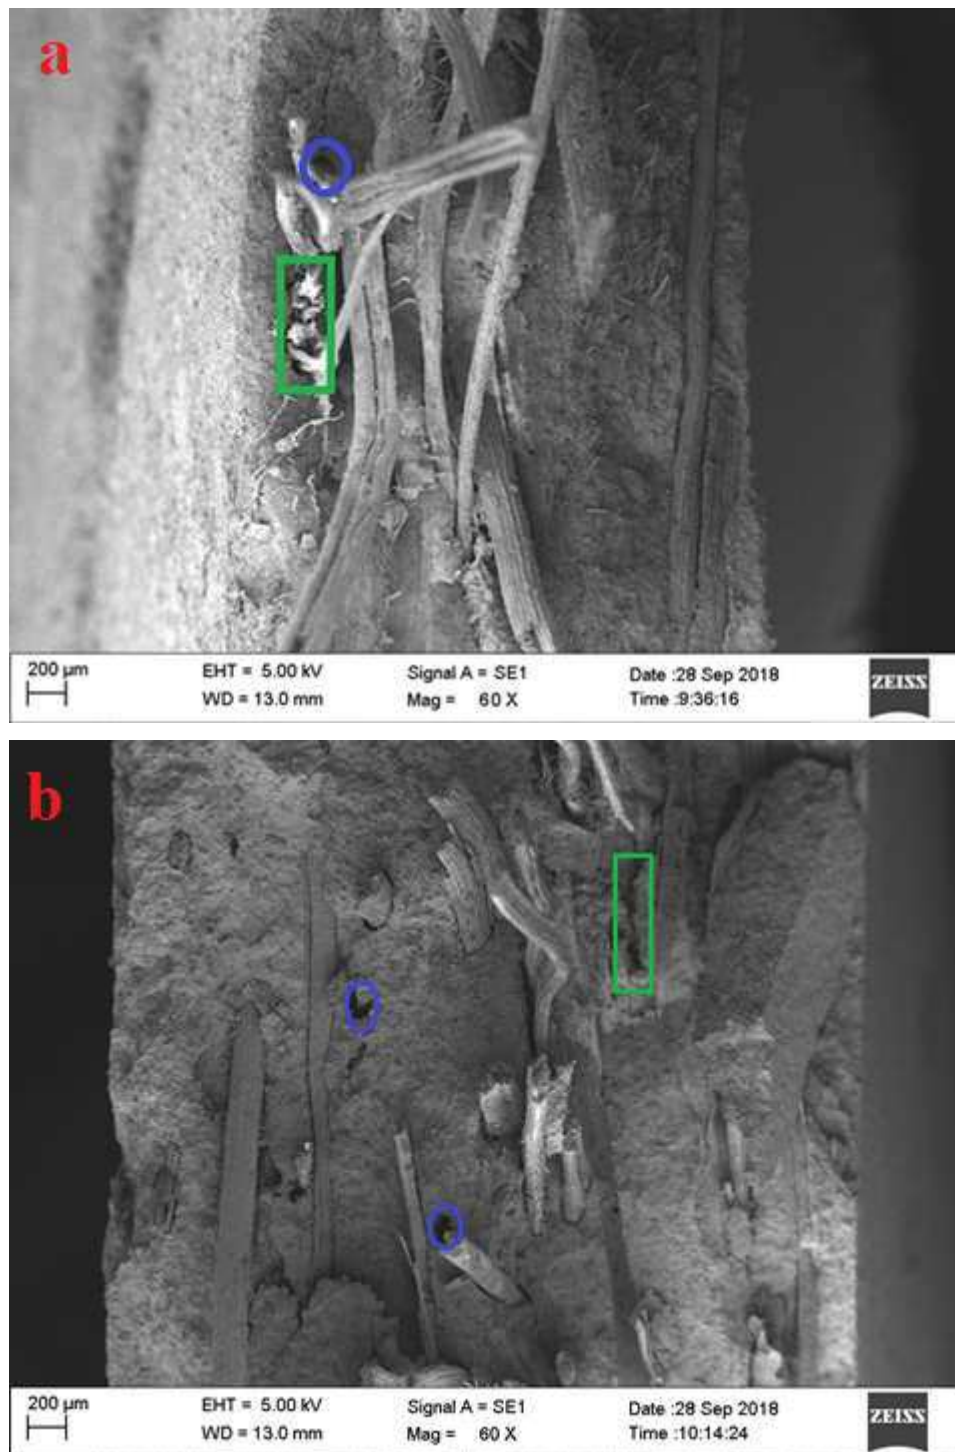 a
200 µm EHT = 5.00 kV Signal A = SE1 Date :28 Sep 2018 ZEISS
WD = 13.0 mm Mag = 60 X Time :9:36:16
b
200 µm EHT = 5.00 kV Signal A = SE1 Date :28 Sep 2018 ZEISS
WD = 13.0 mm Mag = 60 X Time :10:14:24